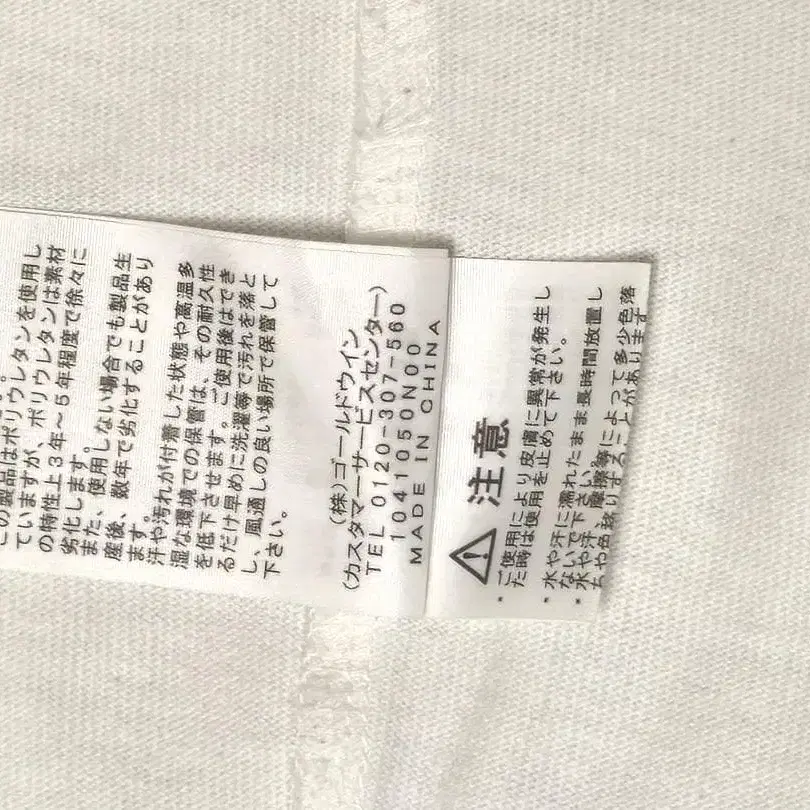 この製品はポリウレタンを使用し
ていますが、ポリウレタンは素材
の特性上3年～5年程度で徐々に
劣化します。
また、使用しない場合でも製品生
産後、数年で劣化することがあり
ます。
汗や汚れが付着した状態や高温多
湿な環境での保管は、その耐久性
を低下させます。ご使用後はでき
るだけ早めに洗濯等で汚れを落と
し、風通しの良い場所で保管して
下さい。
(株)ゴールドウイン
(カスタマーサービスセンター)
TEL 0120-307-560
1041050N00
MADE IN CHINA
注意
・ご使用により皮膚に異常が発生し
た時は使用を止めて下さい。
・水や汗に濡れたまま長時間放置し
ないで下さい。
・水や汗、摩擦等によって多少色落
ちや色移りすることがあります